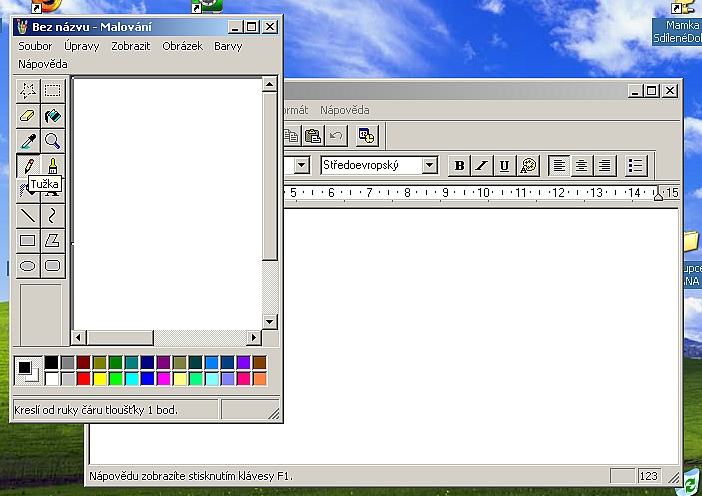 Bez názvu - Malování
Soubor Úpravy Zobrazit Obrázek Barvy
Nápověda
Tužka
A
Kreslí od ruky čáru tloušťky 1 bod.
Mamka
SdílenéDo
ormát Nápověda
Středoevropský
B I U
5 6 7 8 9 10 11 12 13 14 15
upce
ANA
Nápovědu zobrazíte stisknutím klávesy F1.
123